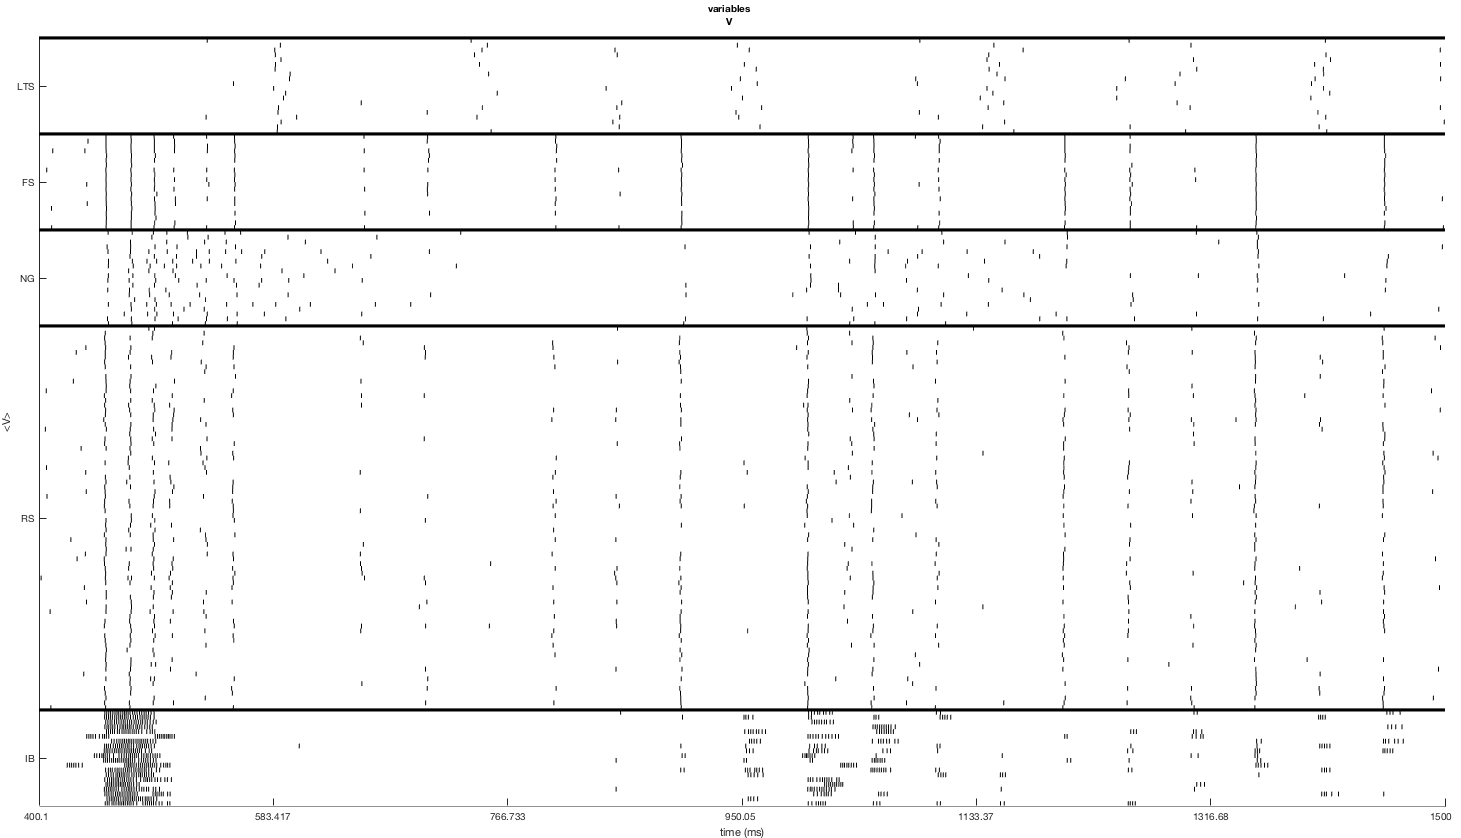 variables
V
LTS
FS
NG
RS
IB
<V>
400.1 583.417 766.733 950.05 1133.37 1316.68 1500
time (ms)